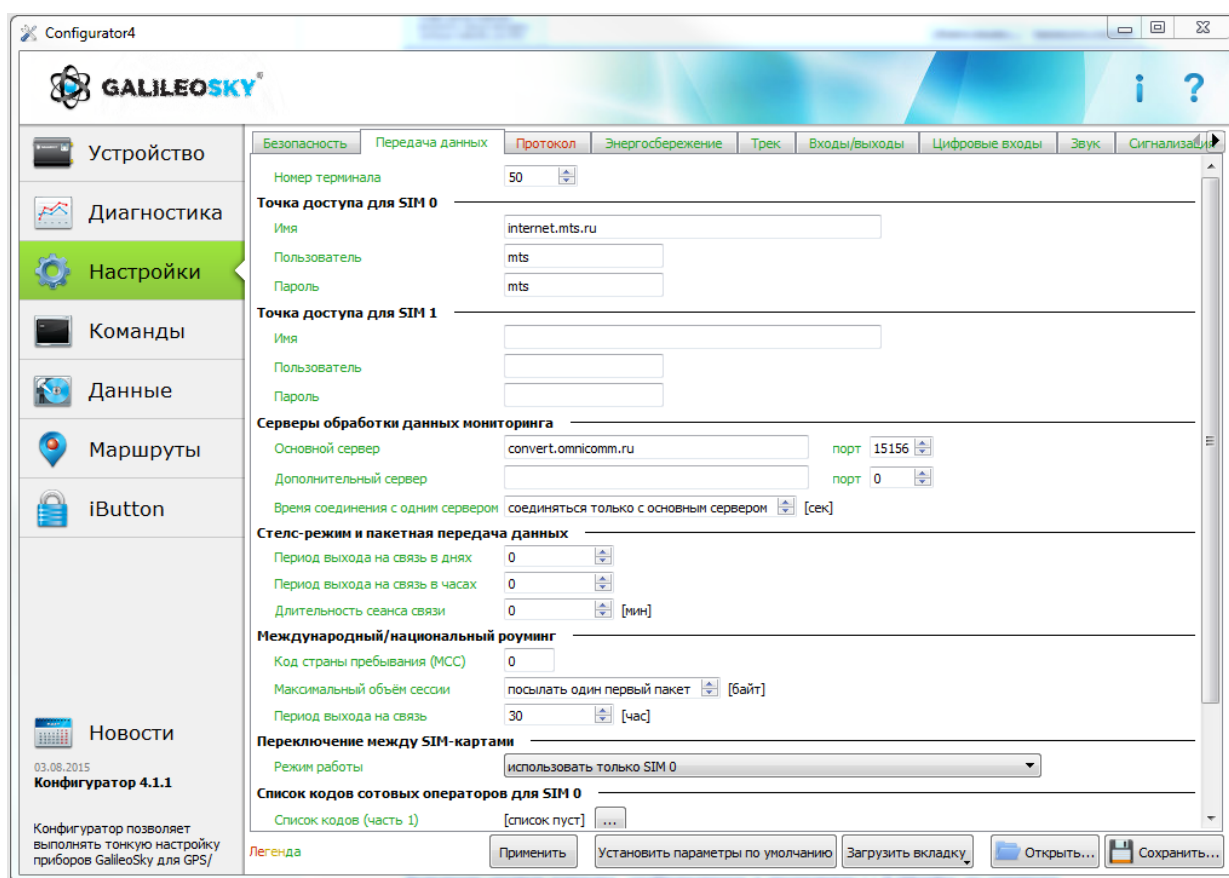 Configurator4
GALILEOSKY®
i ?
Устройство
Диагностика
Настройки
Команды
Данные
Маршруты
iButton
Новости
03.08.2015
Конфигуратор 4.1.1
Конфигуратор позволяет
выполнять тонкую настройку
приборов GalileoSky для GPS/
Безопасность Передача данных Протокол Энергосбережение Трек Входы/выходы Цифровые входы Звук Сигнализация
Номер терминала 50
Точка доступа для SIM 0
Имя internet.mts.ru
Пользователь mts
Пароль mts
Точка доступа для SIM 1
Имя
Пользователь
Пароль
Серверы обработки данных мониторинга
Основной сервер convert.omnicomm.ru порт 15156
Дополнительный сервер порт 0
Время соединения с одним сервером соединяться только с основным сервером [сек]
Стелс-режим и пакетная передача данных
Период выхода на связь в днях 0
Период выхода на связь в часах 0
Длительность сеанса связи 0 [мин]
Международный/национальный роуминг
Код страны пребывания (MCC) 0
Максимальный объём сессии посылать один первый пакет [байт]
Период выхода на связь 30 [час]
Переключение между SIM-картами
Режим работы использовать только SIM 0
Список кодов сотовых операторов для SIM 0
Список кодов (часть 1) [список пуст] ...
Легенда Применить Установить параметры по умолчанию Загрузить вкладку Открыть... Сохранить...